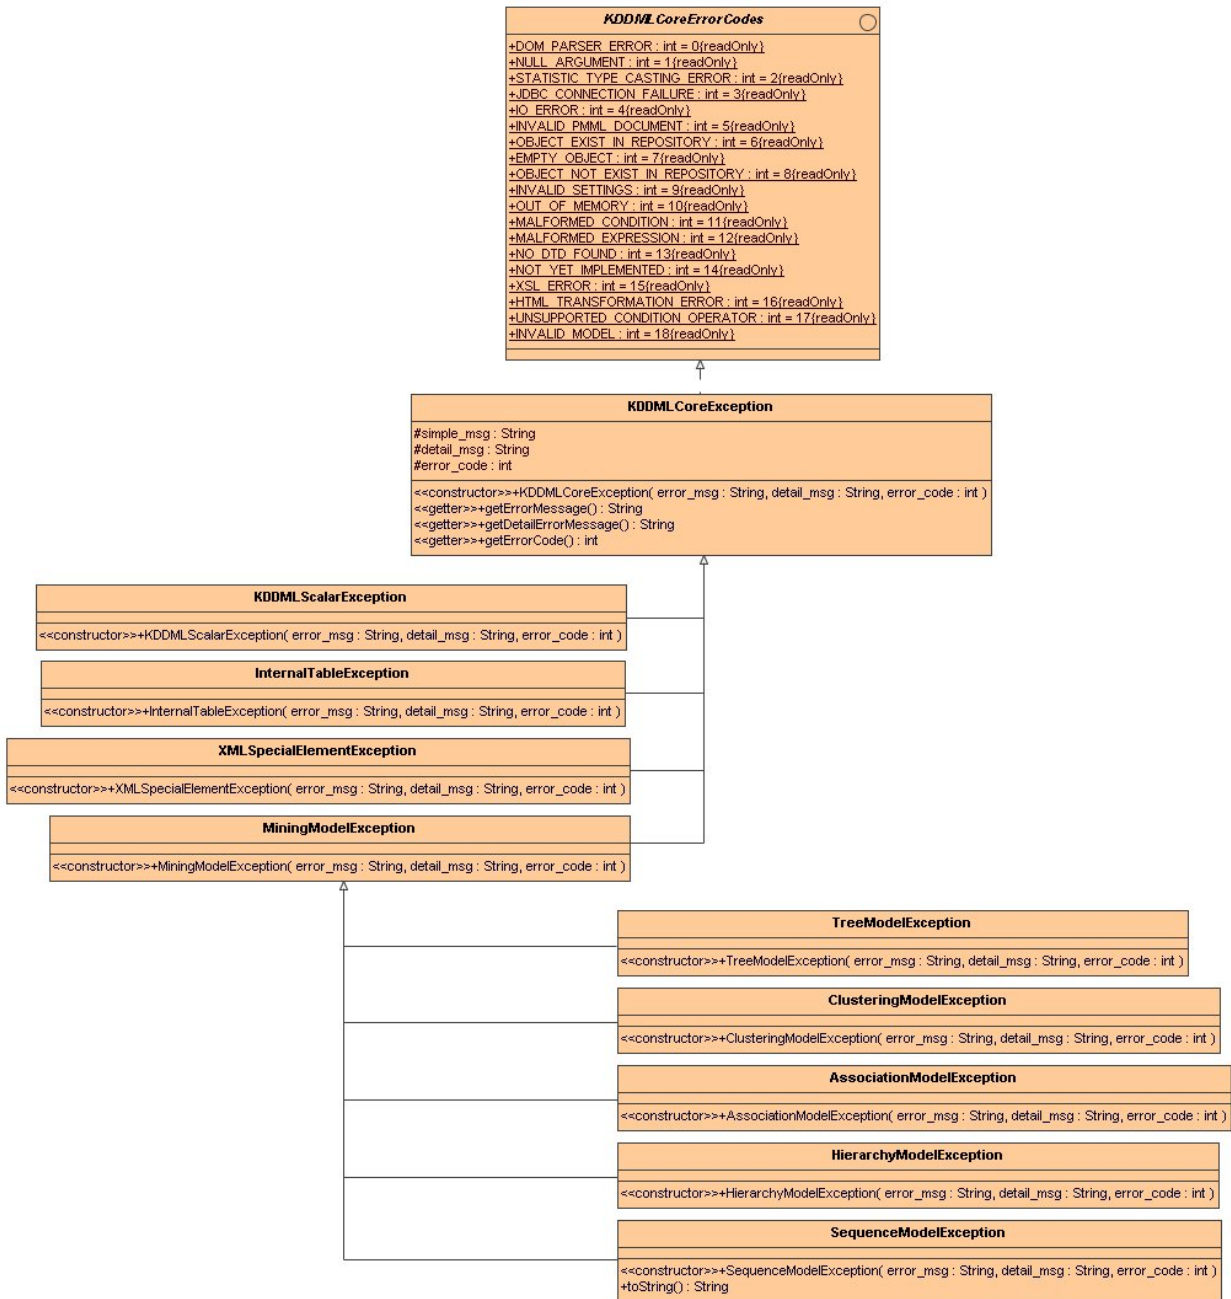 KDDMLCoreErrorCodes
+DOM_PARSER_ERROR : int = 0{readOnly}
+NULL_ARGUMENT : int = 1{readOnly}
+STATISTIC_TYPE_CASTING_ERROR : int = 2{readOnly}
+JDBC_CONNECTION_FAILURE : int = 3{readOnly}
+IO_ERROR : int = 4{readOnly}
+INVALID_PMML_DOCUMENT : int = 5{readOnly}
+OBJECT_EXIST_IN_REPOSITORY : int = 6{readOnly}
+EMPTY_OBJECT : int = 7{readOnly}
+OBJECT_NOT_EXIST_IN_REPOSITORY : int = 8{readOnly}
+INVALID_SETTINGS : int = 9{readOnly}
+OUT_OF_MEMORY : int = 10{readOnly}
+MALFORMED_CONDITION : int = 11{readOnly}
+MALFORMED_EXPRESSION : int = 12{readOnly}
+NO_DTD_FOUND : int = 13{readOnly}
+NOT_YET_IMPLEMENTED : int = 14{readOnly}
+XSL_ERROR : int = 15{readOnly}
+HTML_TRANSFORMATION_ERROR : int = 16{readOnly}
+UNSUPPORTED_CONDITION_OPERATOR : int = 17{readOnly}
+INVALID_MODEL : int = 18{readOnly}
KDDMLCoreException
#simple_msg : String
#detail_msg : String
#error_code : int
<<constructor>>+KDDMLCoreException( error_msg : String, detail_msg : String, error_code : int )
<<getter>>+getErrorMessage() : String
<<getter>>+getDetailErrorMessage() : String
<<getter>>+getErrorCode() : int
KDDMLScalarException
<<constructor>>+KDDMLScalarException( error_msg : String, detail_msg : String, error_code : int )
InternalTableException
<<constructor>>+InternalTableException( error_msg : String, detail_msg : String, error_code : int )
XMLSpecialElementException
<<constructor>>+XMLSpecialElementException( error_msg : String, detail_msg : String, error_code : int )
MiningModelException
<<constructor>>+MiningModelException( error_msg : String, detail_msg : String, error_code : int )
TreeModelException
<<constructor>>+TreeModelException( error_msg : String, detail_msg : String, error_code : int )
ClusteringModelException
<<constructor>>+ClusteringModelException( error_msg : String, detail_msg : String, error_code : int )
AssociationModelException
<<constructor>>+AssociationModelException( error_msg : String, detail_msg : String, error_code : int )
HierarchyModelException
<<constructor>>+HierarchyModelException( error_msg : String, detail_msg : String, error_code : int )
SequenceModelException
<<constructor>>+SequenceModelException( error_msg : String, detail_msg : String, error_code : int )
+toString() : String